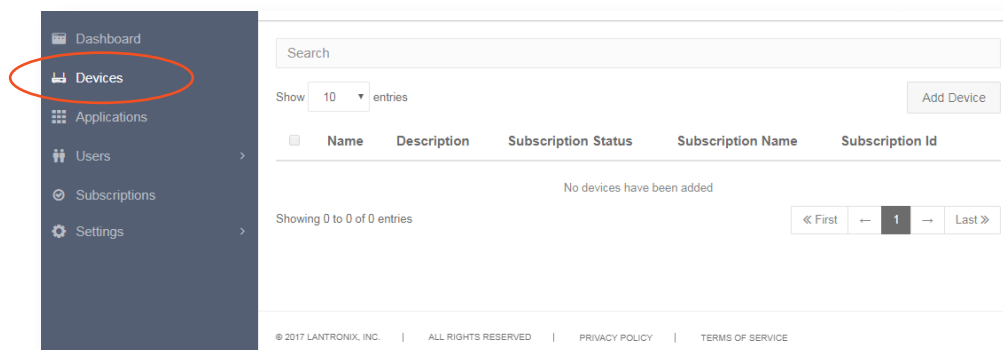 Dashboard
Devices
Applications
Users
Subscriptions
Settings
Search
Show 10 entries
Add Device
Name Description Subscription Status Subscription Name Subscription Id
No devices have been added
Showing 0 to 0 of 0 entries
« First ← 1 → Last »
© 2017 LANTRONIX, INC. | ALL RIGHTS RESERVED | PRIVACY POLICY | TERMS OF SERVICE